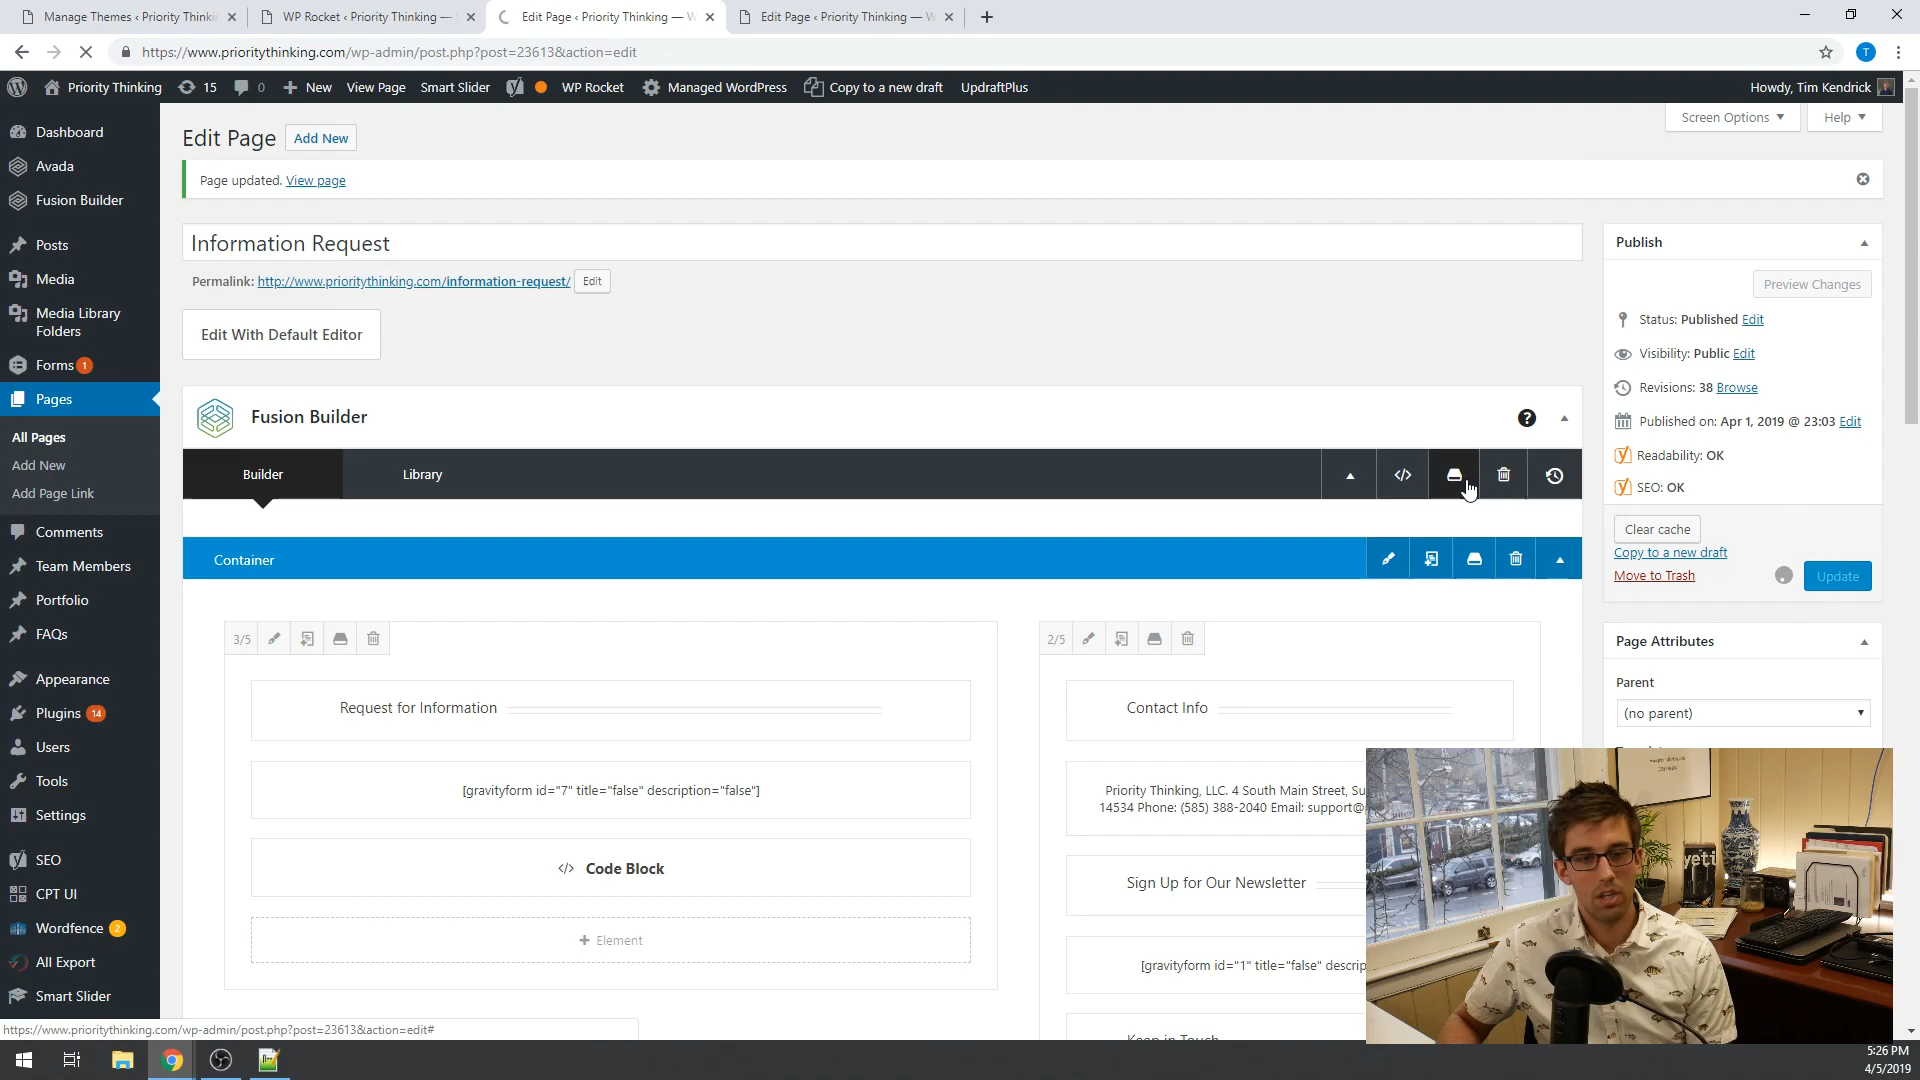 Manage Themes ‹ Priority Thinkin
WP Rocket ‹ Priority Thinking —
Edit Page ‹ Priority Thinking — W
Edit Page ‹ Priority Thinking — W
https://www.prioritythinking.com/wp-admin/post.php?post=23613&action=edit
T
Priority Thinking
15
0
New
View Page
Smart Slider
WP Rocket
Managed WordPress
Copy to a new draft
UpdraftPlus
Howdy, Tim Kendrick
Dashboard
Avada
Fusion Builder
Posts
Media
Media Library
Folders
Forms 1
Pages
All Pages
Add New
Add Page Link
Comments
Team Members
Portfolio
FAQs
Appearance
Plugins 14
Users
Tools
Settings
SEO
CPT UI
Wordfence 2
All Export
Smart Slider
Edit Page
Add New
Screen Options
Help
Page updated. View page
Information Request
Permalink: http://www.prioritythinking.com/information-request/ Edit
Edit With Default Editor
Fusion Builder
Builder
Library
Container
3/5
Request for Information
[gravityform id="7" title="false" description="false"]
</> Code Block
+ Element
2/5
Contact Info
Priority Thinking, LLC. 4 South Main Street, Su
14534 Phone: (585) 388-2040 Email: support@
Sign Up for Our Newsletter
[gravityform id="1" title="false" descrip
Keep in Touch
Publish
Preview Changes
Status: Published Edit
Visibility: Public Edit
Revisions: 38 Browse
Published on: Apr 1, 2019 @ 23:03 Edit
Readability: OK
SEO: OK
Clear cache
Copy to a new draft
Move to Trash
Update
Page Attributes
Parent
(no parent)
yeti
https://www.prioritythinking.com/wp-admin/post.php?post=23613&action=edit#
5:26 PM
4/5/2019